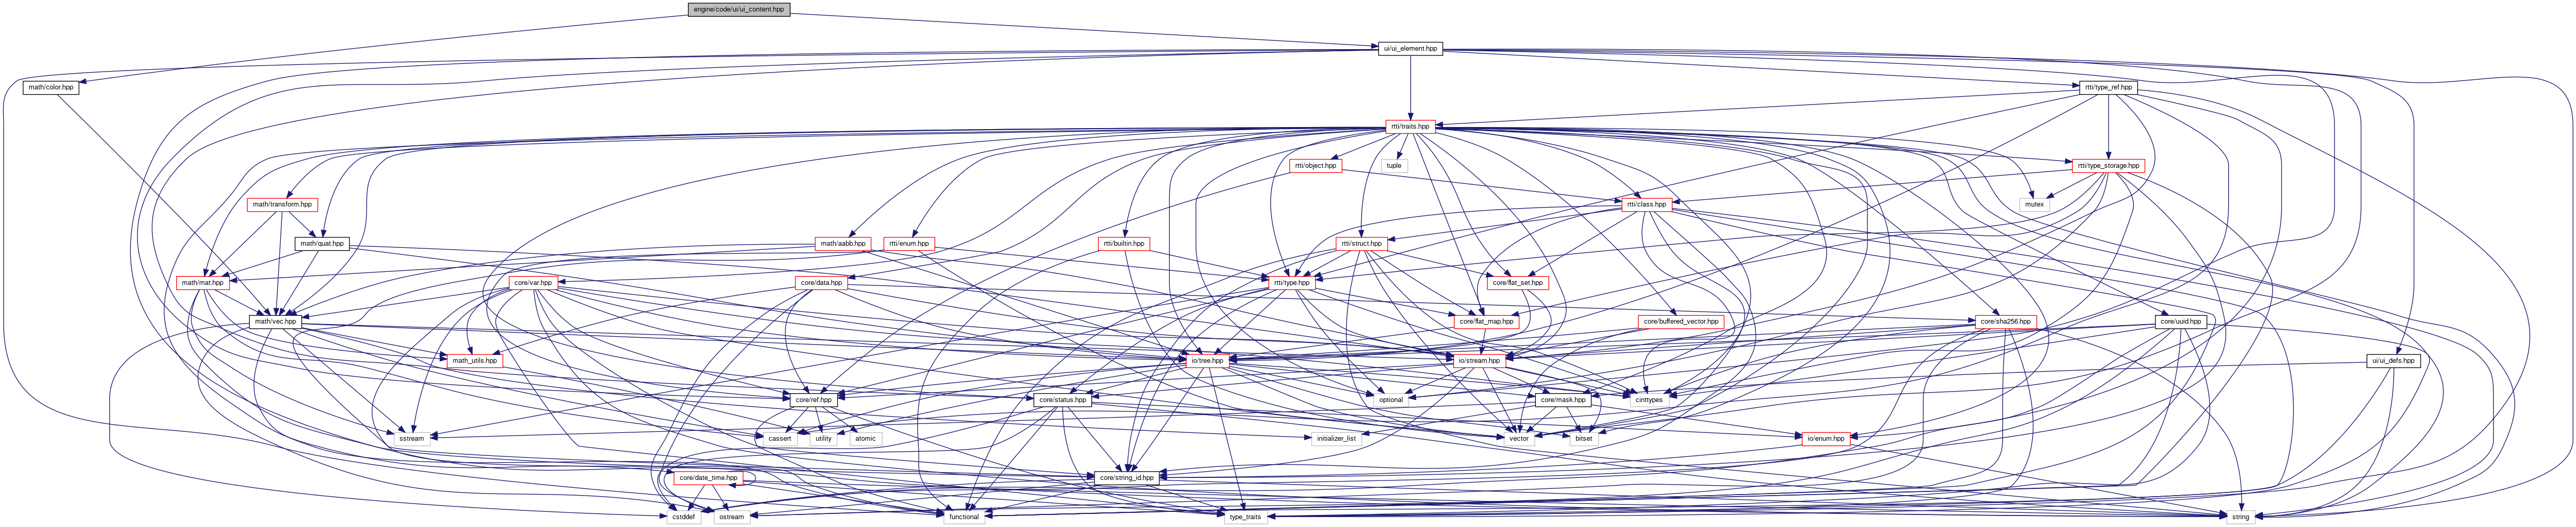 engine/code/ui/ui_content.hpp
ui/ui_element.hpp
math/color.hpp
rtti/type_ref.hpp
rtti/traits.hpp
rtti/object.hpp
tuple
rtti/type_storage.hpp
math/transform.hpp
rtti/class.hpp
mutex
math/quat.hpp
math/aabb.hpp
rtti/enum.hpp
rtti/builtin.hpp
rtti/struct.hpp
math/mat.hpp
core/var.hpp
core/data.hpp
rtti/type.hpp
core/flat_set.hpp
math/vec.hpp
core/flat_map.hpp
core/buffered_vector.hpp
core/sha256.hpp
core/uuid.hpp
math_utils.hpp
io/tree.hpp
io/stream.hpp
ui/ui_defs.hpp
core/ref.hpp
core/status.hpp
optional
core/mask.hpp
cinttypes
sstream
cassert
utility
atomic
initializer_list
vector
bitset
io/enum.hpp
core/date_time.hpp
core/string_id.hpp
cstddef
ostream
functional
type_traits
string